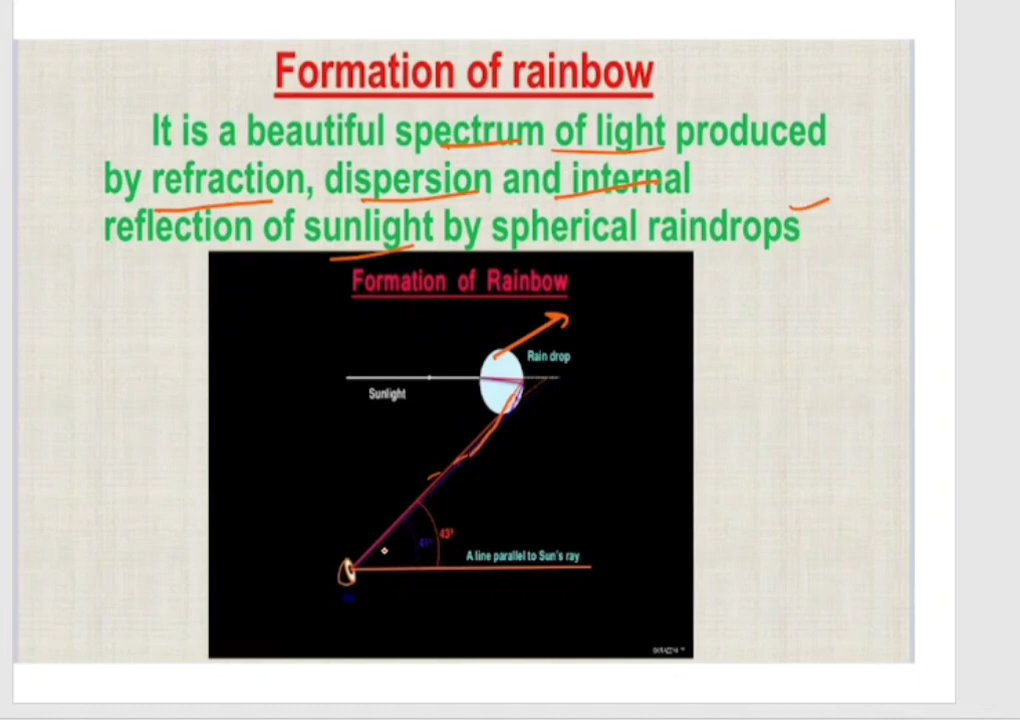 Formation of rainbow
It is a beautiful spectrum of light produced
by refraction, dispersion and internal
reflection of sunlight by spherical raindrops
Formation of Rainbow
Rain drop
Sunlight
43°
41°
A line parallel to Sun's ray